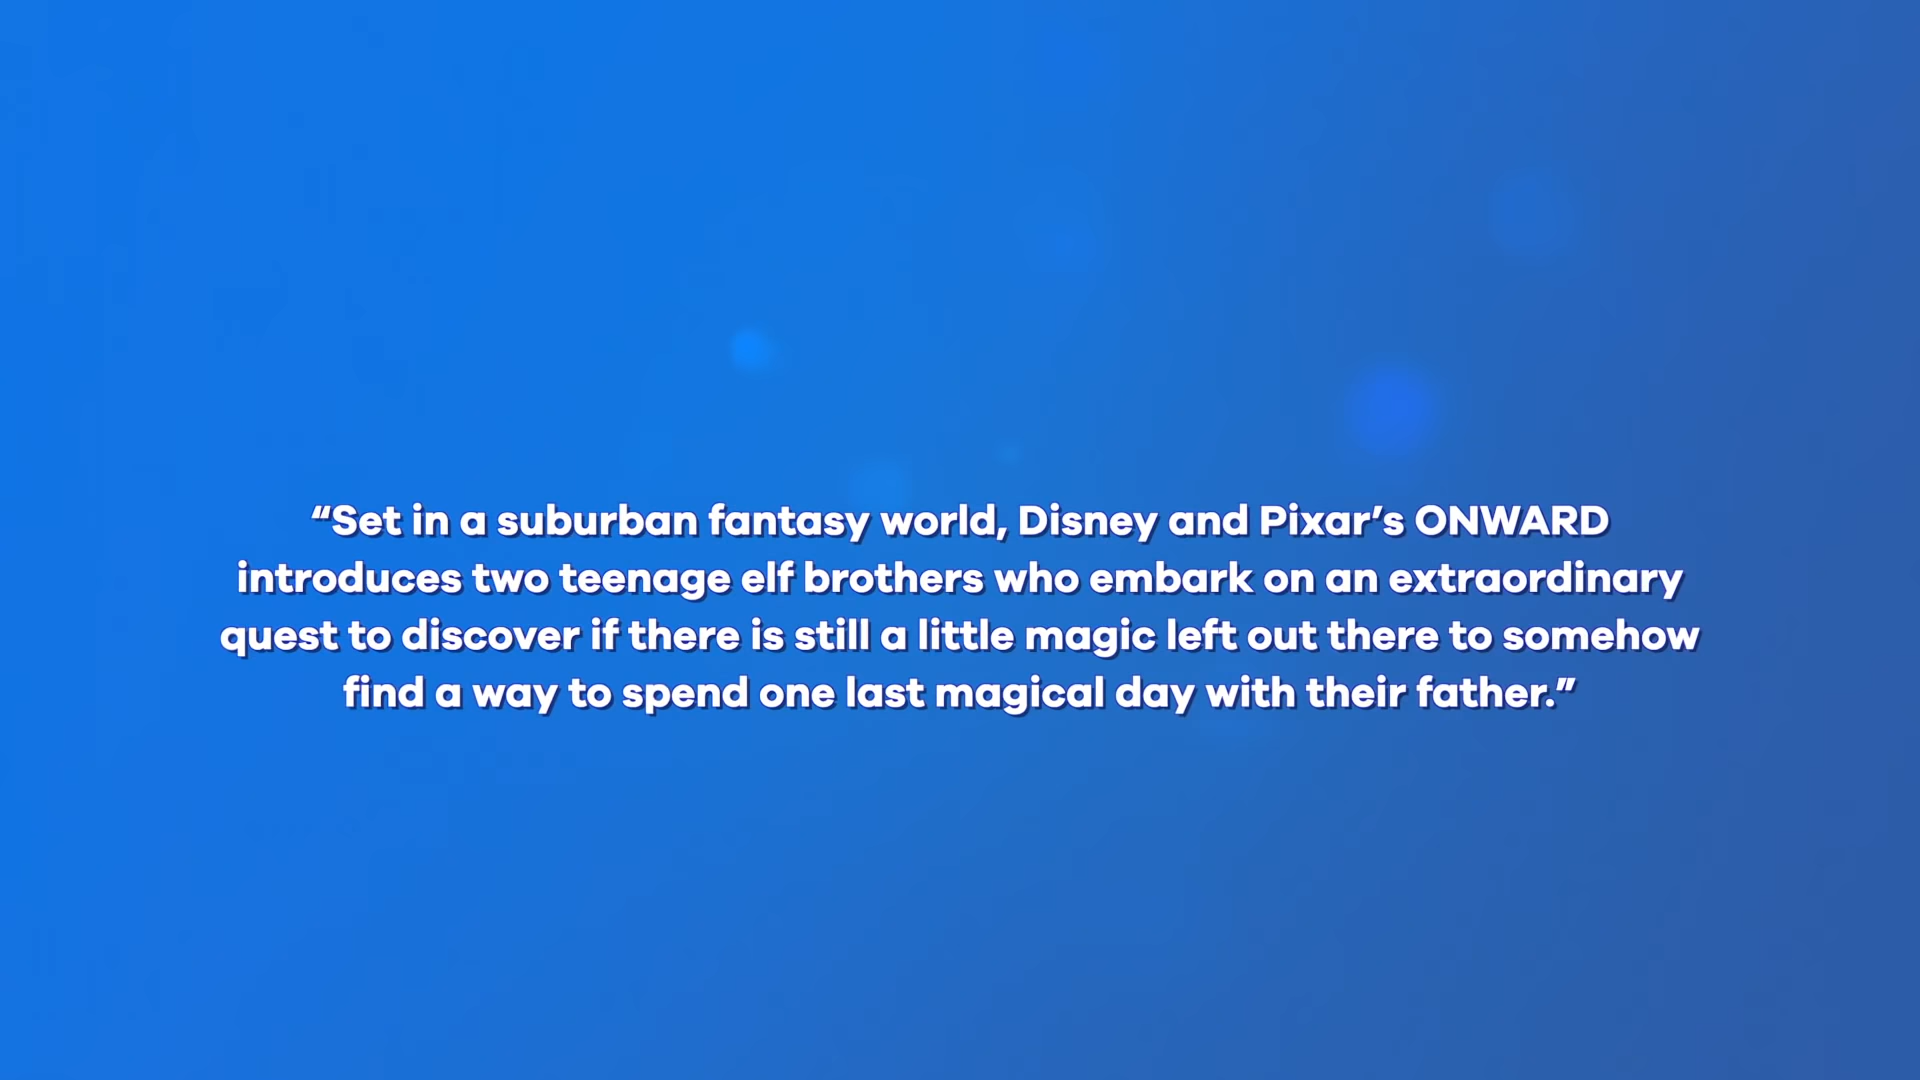 “Set in a suburban fantasy world, Disney and Pixar’s ONWARD
introduces two teenage elf brothers who embark on an extraordinary
quest to discover if there is still a little magic left out there to somehow
find a way to spend one last magical day with their father.”